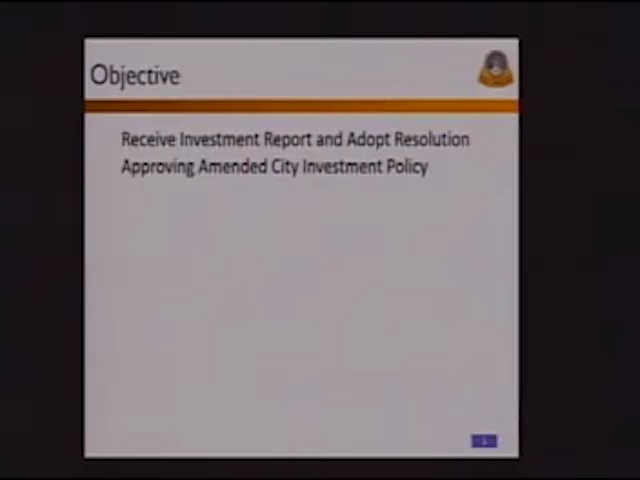 Objective
Receive Investment Report and Adopt Resolution
Approving Amended City Investment Policy